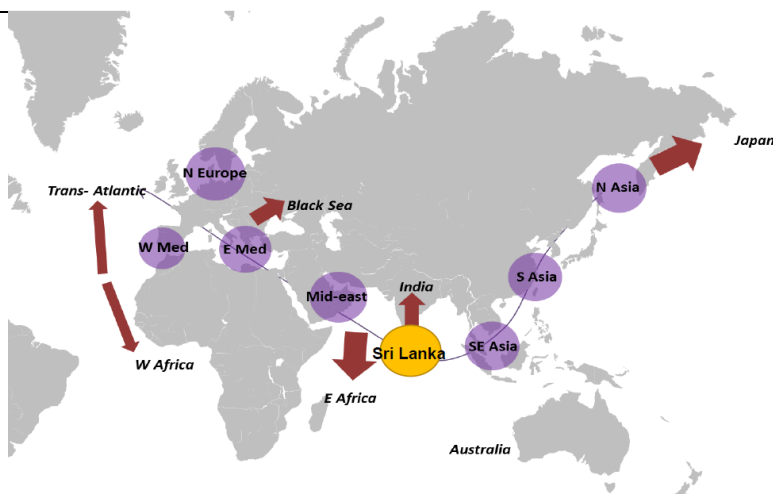 Japan
N Europe
N Asia
Trans- Atlantic
Black Sea
W Med
E Med
S Asia
Mid-east
India
Sri Lanka
SE Asia
W Africa
E Africa
Australia